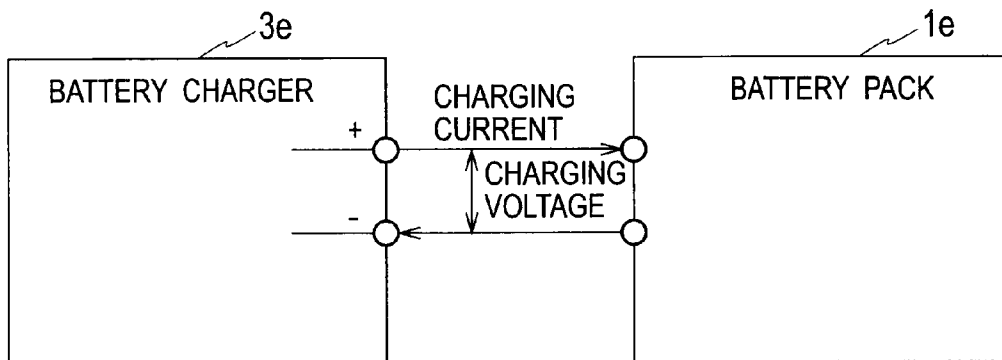 3e
1e
BATTERY CHARGER
BATTERY PACK
CHARGING
CURRENT
+
CHARGING
VOLTAGE
-